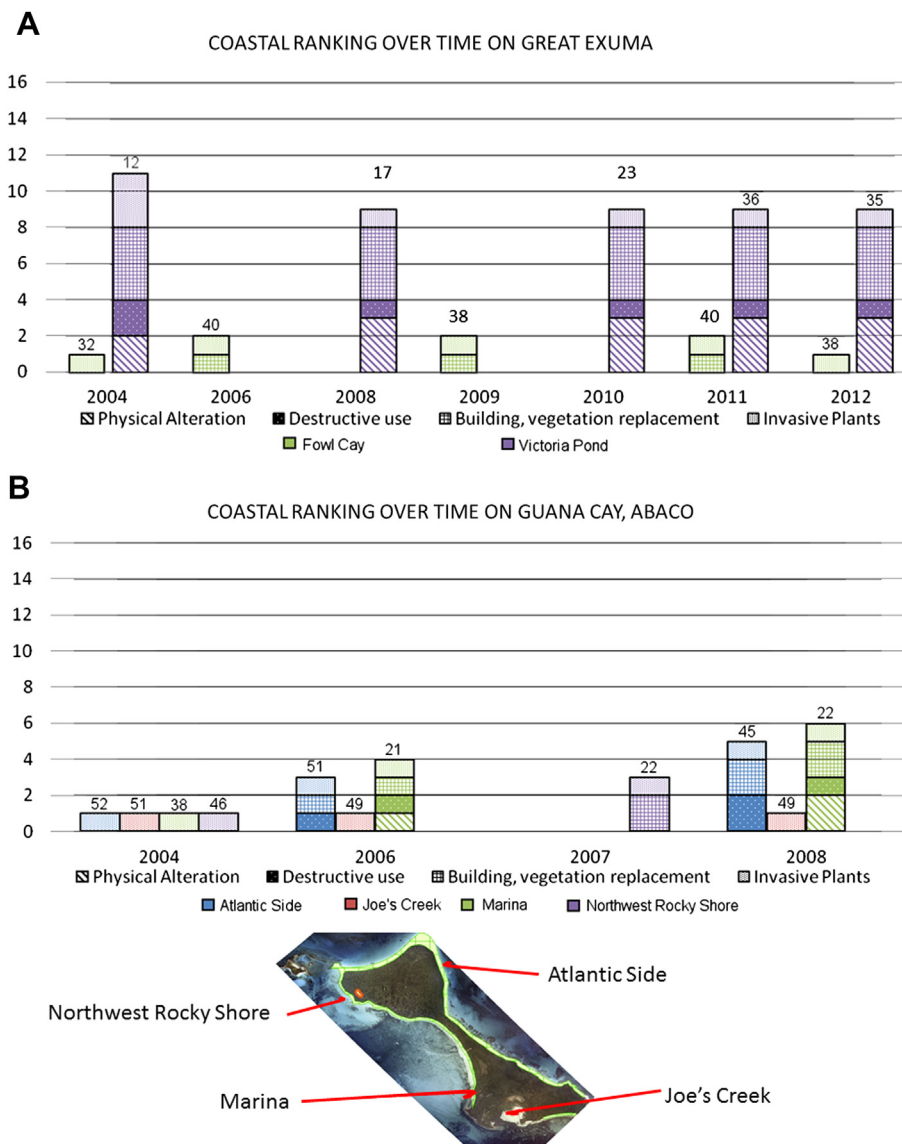 A
COASTAL RANKING OVER TIME ON GREAT EXUMA
16
14
12
10
8
6
4
2
0
32
12
40
17
38
23
40
36
38
35
2004 2006 2008 2009 2010 2011 2012
Physical Alteration Destructive use Building, vegetation replacement Invasive Plants
Fowl Cay Victoria Pond
B
COASTAL RANKING OVER TIME ON GUANA CAY, ABACO
16
14
12
10
8
6
4
2
0
52 51 38 46
51 49 21
22
45 49 22
2004 2006 2007 2008
Physical Alteration Destructive use Building, vegetation replacement Invasive Plants
Atlantic Side Joe's Creek Marina Northwest Rocky Shore
Atlantic Side
Northwest Rocky Shore
Marina
Joe's Creek